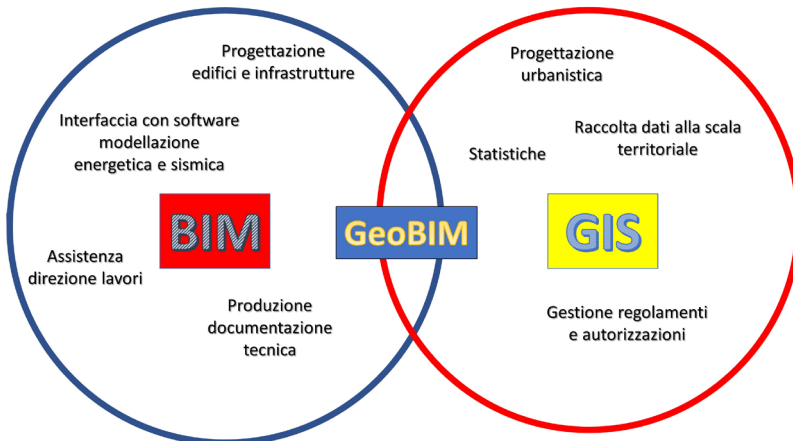 Progettazione
edifici e infrastrutture
Interfaccia con software
modellazione
energetica e sismica
BIM
Assistenza
direzione lavori
Produzione
documentazione
tecnica
GeoBIM
Progettazione
urbanistica
Statistiche
Raccolta dati alla scala
territoriale
GIS
Gestione regolamenti
e autorizzazioni